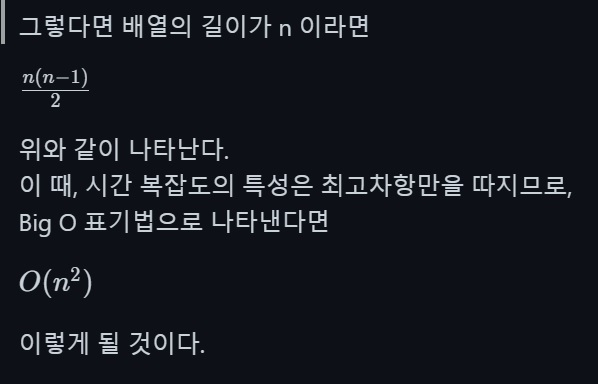 그렇다면 배열의 길이가 n 이라면
n(n−1)
2
위와 같이 나타난다.
이 때, 시간 복잡도의 특성은 최고차항만을 따지므로,
Big O 표기법으로 나타낸다면
O(n²)
이렇게 될 것이다.